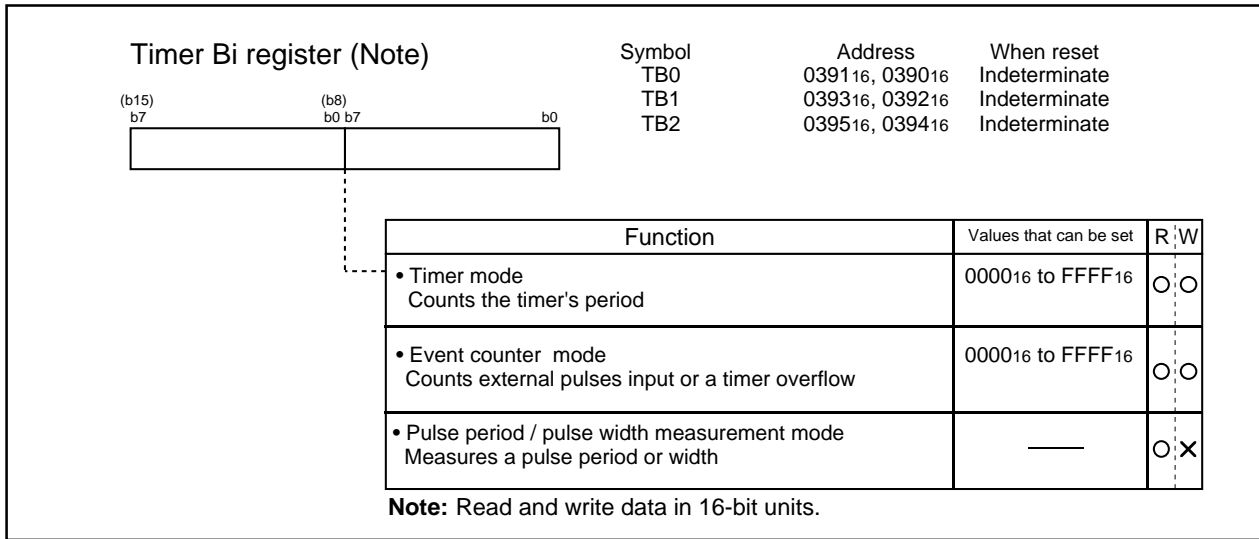 Timer Bi register (Note)
Symbol Address When reset
TB0 039116, 039016 Indeterminate
TB1 039316, 039216 Indeterminate
TB2 039516, 039416 Indeterminate
(b15) (b8)
b7 b0 b7 b0
Function Values that can be set R W
• Timer mode 000016 to FFFF16
Counts the timer's period
• Event counter mode 000016 to FFFF16
Counts external pulses input or a timer overflow
• Pulse period / pulse width measurement mode
Measures a pulse period or width
Note: Read and write data in 16-bit units.